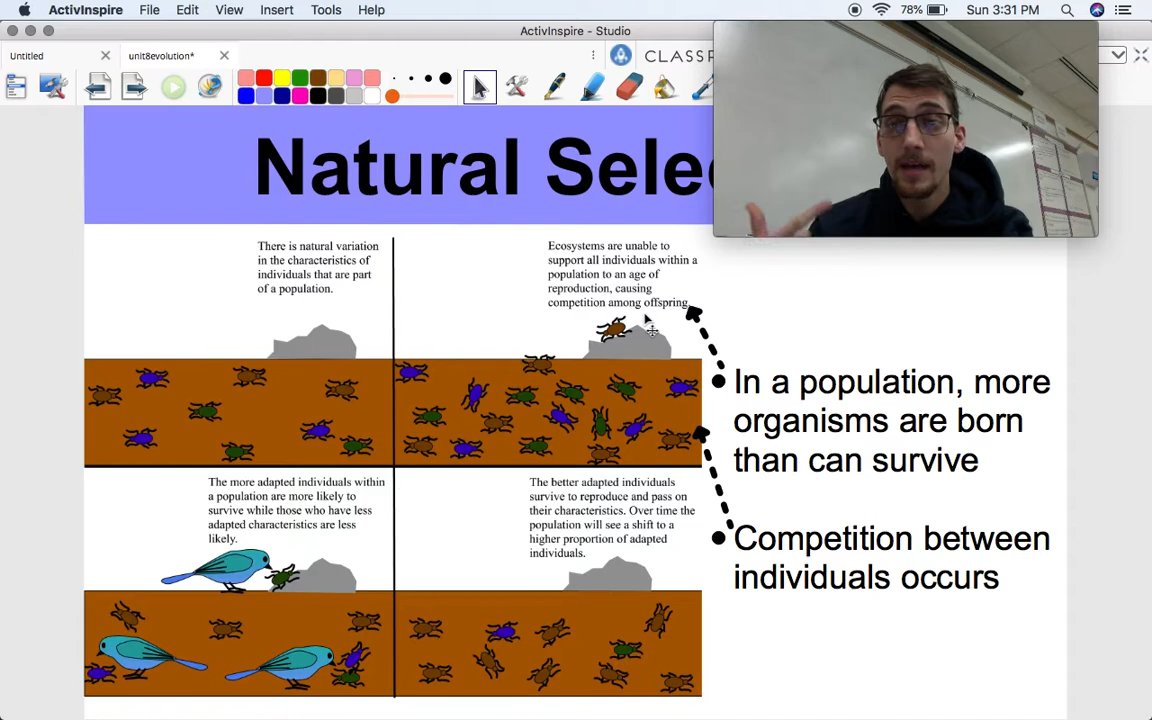 ActivInspire File Edit View Insert Tools Help 78% Sun 3:31 PM
ActivInspire - Studio
Untitled unit8evolution*
Natural
There is natural variation
in the characteristics of
individuals that are part
of a population.
Ecosystems are unable to
support all individuals within a
population to an age of
reproduction, causing
competition among offspring.
• In a population, more
organisms are born
than can survive
The more adapted individuals within
a population are more likely to
survive while those who have less
adapted characteristics are less
likely.
The better adapted individuals
survive to reproduce and pass on
their characteristics. Over time the
population will see a shift to a
higher proportion of adapted
individuals.
• Competition between
individuals occurs